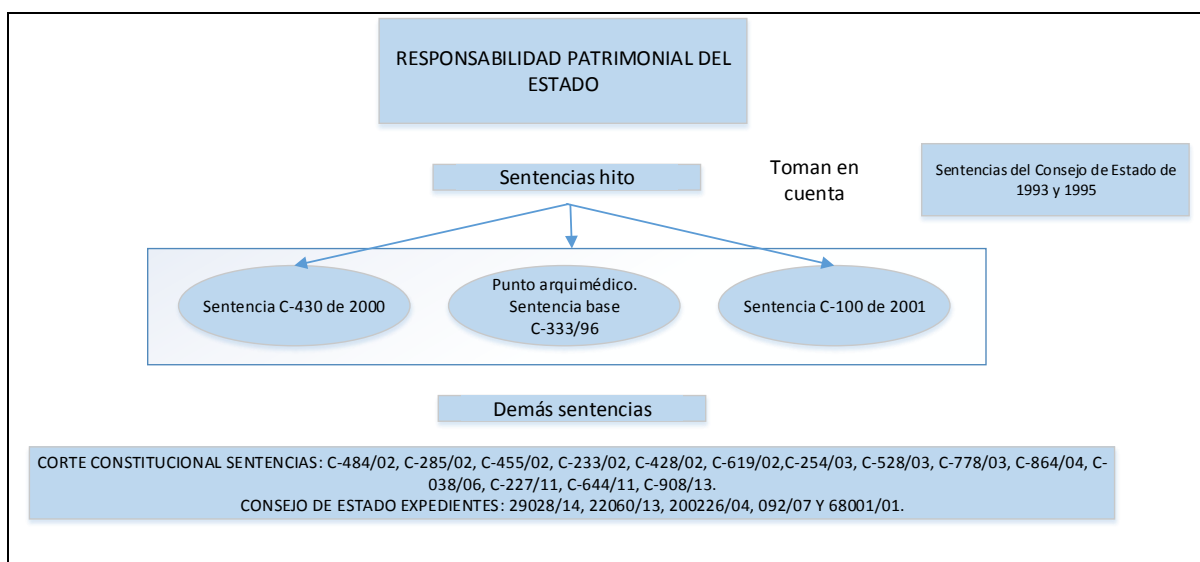 RESPONSABILIDAD PATRIMONIAL DEL
ESTADO
Sentencias hito
Toman en
cuenta
Sentencias del Consejo de Estado de
1993 y 1995
Sentencia C-430 de 2000
Punto arquimédico.
Sentencia base
C-333/96
Sentencia C-100 de 2001
Demás sentencias
CORTE CONSTITUCIONAL SENTENCIAS: C-484/02, C-285/02, C-455/02, C-233/02, C-428/02, C-619/02,C-254/03, C-528/03, C-778/03, C-864/04, C-
038/06, C-227/11, C-644/11, C-908/13.
CONSEJO DE ESTADO EXPEDIENTES: 29028/14, 22060/13, 200226/04, 092/07 Y 68001/01.